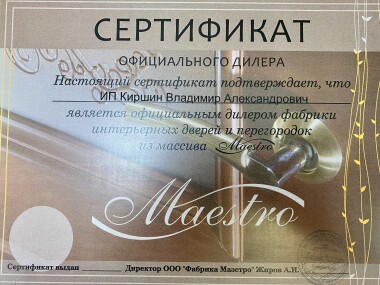 СЕРТИФИКАТ
ОФИЦИАЛЬНОГО ДИЛЕРА
Настоящий сертификат подтверждает, что
ИП Киршин Владимир Александрович
является официальным дилером фабрики
интерьерных дверей и перегородок
из массива Maestro
Maestro
Сертификат выдан
Директор ООО "Фабрика Маэстро" Жиров А.И.